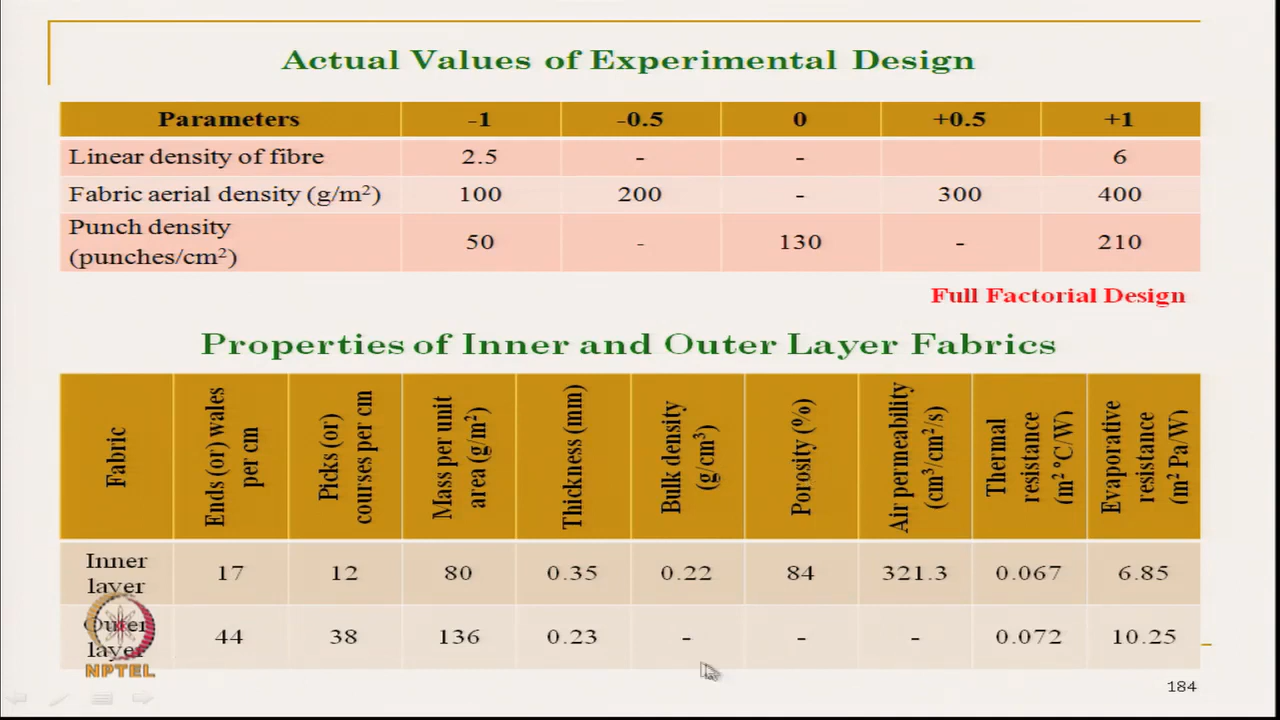 Actual Values of Experimental Design
Parameters -1 -0.5 0 +0.5 +1
Linear density of fibre 2.5 - - 6
Fabric aerial density (g/m²) 100 200 - 300 400
Punch density
(punches/cm²) 50 - 130 - 210
Full Factorial Design
Properties of Inner and Outer Layer Fabrics
Fabric
Ends (or) wales
per cm
Picks (or)
courses per cm
Mass per unit
area (g/m²)
Thickness (mm)
Bulk density
(g/cm³)
Porosity (%)
Air permeability
(cm³/cm²/s)
Thermal
resistance
(m² °C/W)
Evaporative
resistance
(m² Pa/W)
Inner
layer 17 12 80 0.35 0.22 84 321.3 0.067 6.85
Outer
layer 44 38 136 0.23 - - - 0.072 10.25
NPTEL
184